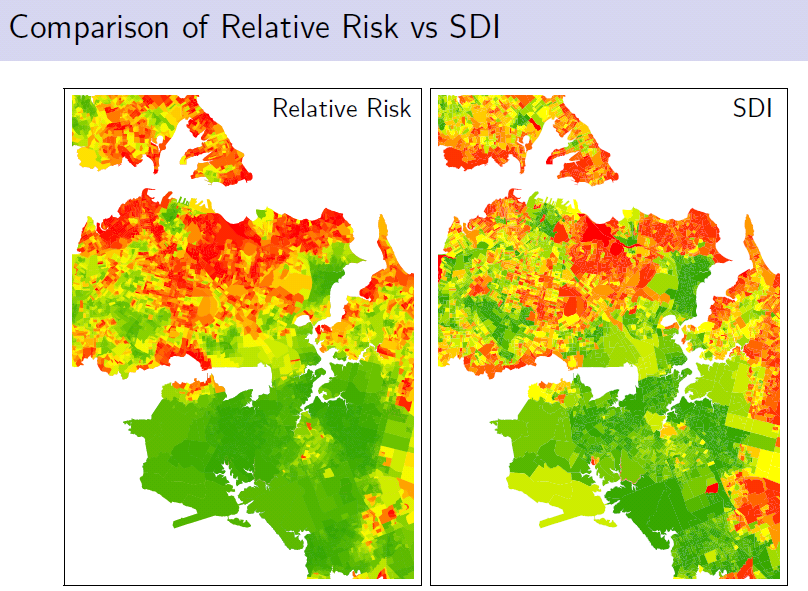 Comparison of Relative Risk vs SDI
Relative Risk
SDI